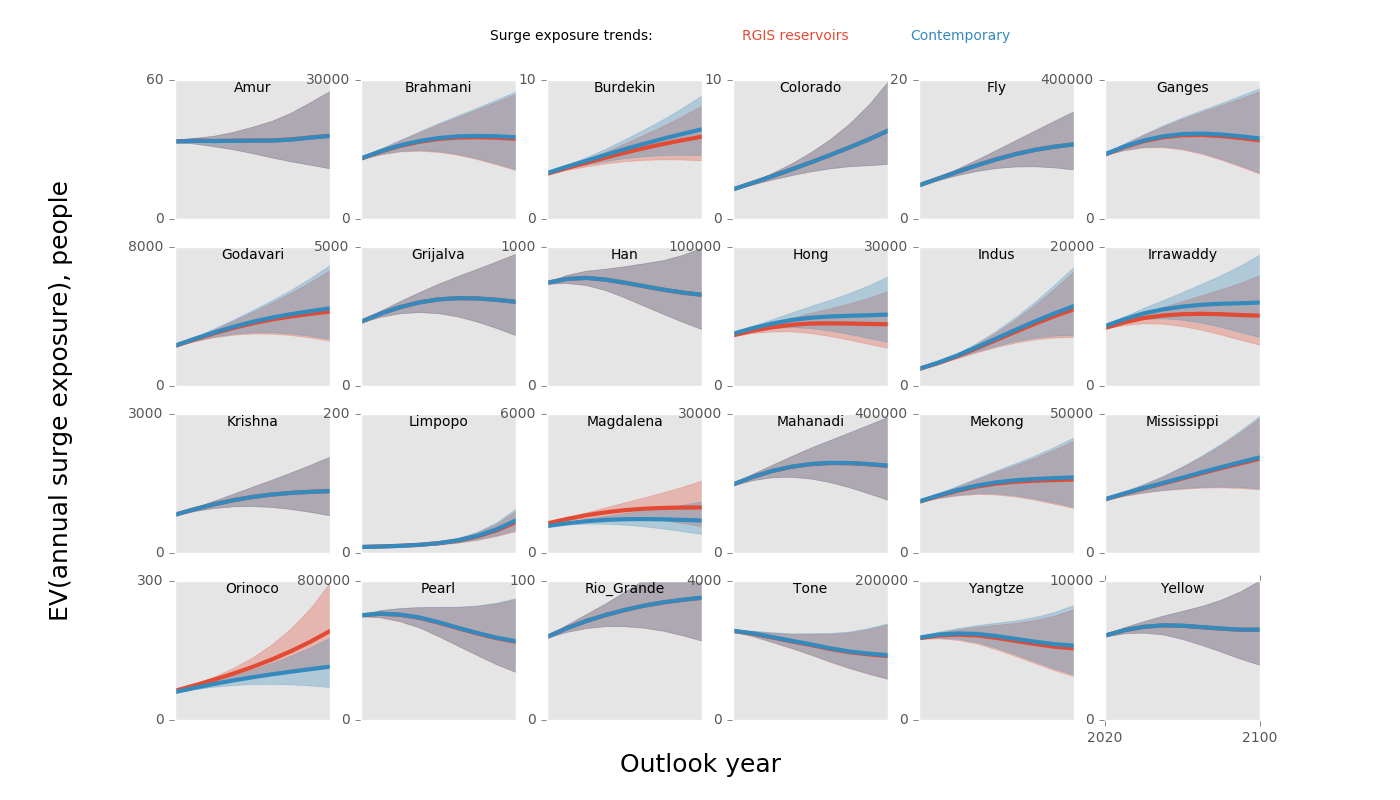 Surge exposure trends: RGIS reservoirs Contemporary
EV(annual surge exposure), people
60 30000 10 10 20 400000
Amur Brahmani Burdekin Colorado Fly Ganges
0 0 0 0 0 0
8000 5000 1000 100000 30000 20000
Godavari Grijalva Han Hong Indus Irrawaddy
0 0 0 0 0 0
3000 200 6000 30000 400000 50000
Krishna Limpopo Magdalena Mahanadi Mekong Mississippi
0 0 0 0 0 0
300 800000 100 4000 200000 10000
Orinoco Pearl Rio_Grande Tone Yangtze Yellow
0 0 0 0 0 0
2020 2100
Outlook year